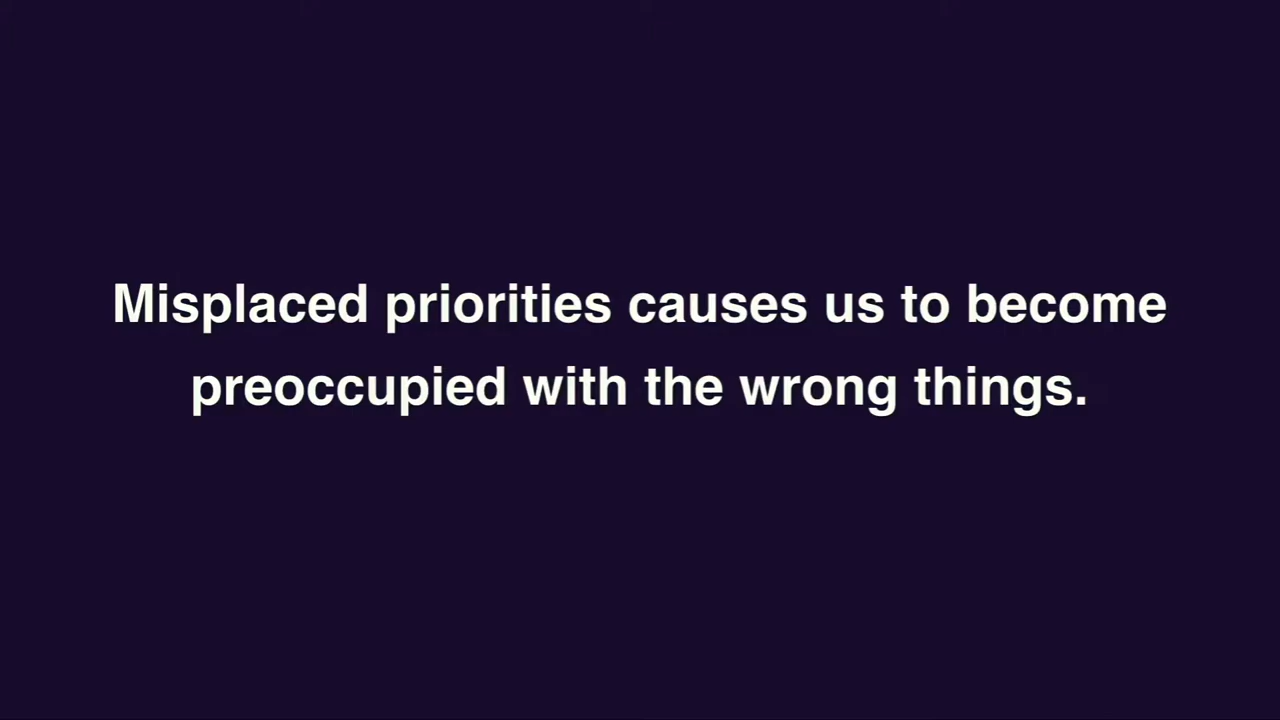 Misplaced priorities causes us to become
preoccupied with the wrong things.